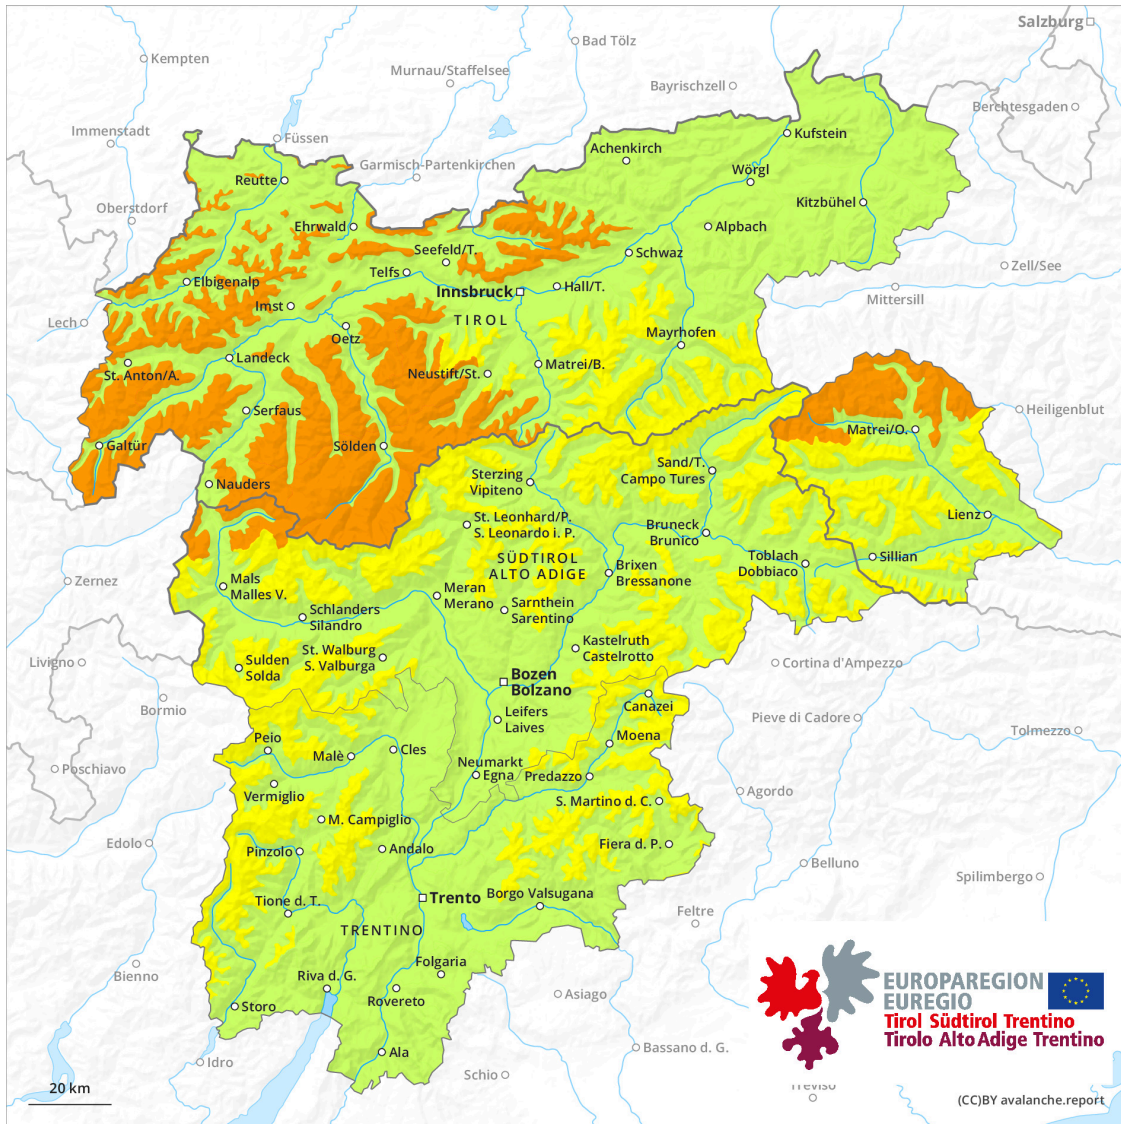 Salzburg
Bad Tölz
Kempten
Murnau/Staffelsee
Bayrischzell
Berchtesgaden
Immenstadt
Füssen
Kufstein
Achenkirch
Garmisch-Partenkirchen
Wörgl
Reutte
Oberstdorf
Kitzbühel
Ehrwald
Alpbach
Seefeld/T.
Schwaz
Zell/See
Telfs
Elbigenalp
Hall/T.
Innsbruck
Mittersill
Imst
TIROL
Lech
Mayrhofen
Oetz
Landeck
Matrei/B.
St. Anton/A.
Neustift/St.
Serfaus
Heiligenblut
Matrei/O.
Galtür
Sölden
Sand/T.
Campo Tures
Sterzing
Vipiteno
Nauders
Lienz
St. Leonhard/P.
S. Leonardo i. P.
Bruneck
Brunico
SÜDTIROL
ALTO ADIGE
Toblach
Dobbiaco
Sillian
Brixen
Bressanone
Zernez
Mals
Malles V.
Meran
Merano
Sarnthein
Sarentino
Schlanders
Silandro
Kastelruth
Castelrotto
St. Walburg
S. Valburga
Livigno
Sulden
Solda
Cortina d'Ampezzo
Bozen
Bolzano
Canazei
Bormio
Leifers
Laives
Pieve di Cadore
Tolmezzo
Moena
Peio
Cles
Malè
Neumarkt
Egna
Predazzo
Poschiavo
Agordo
Vermiglio
S. Martino d. C.
M. Campiglio
Edolo
Fiera d. P.
Pinzolo
Andalo
Belluno
Spilimbergo
Borgo Valsugana
Trento
Tione d. T.
Feltre
TRENTINO
Folgaria
Bienno
Riva d. G.
EUROPAREGION
EUREGIO
Tirol Südtirol Trentino
Tirolo Alto Adige Trentino
Asiago
Rovereto
Storo
Bassano d. G.
Ala
Idro
Schio
Treviso
20 km
(CC)BY avalanche.report